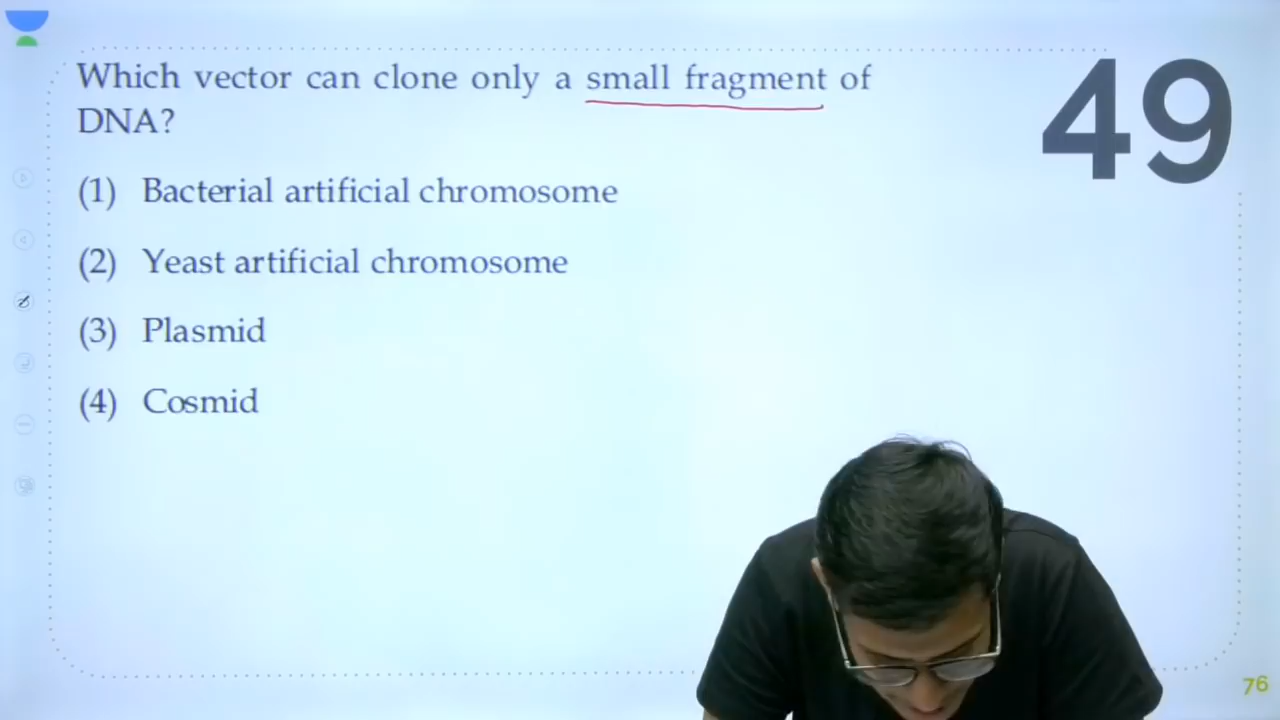 Which vector can clone only a small fragment of
DNA?
49
(1) Bacterial artificial chromosome
(2) Yeast artificial chromosome
(3) Plasmid
(4) Cosmid
76